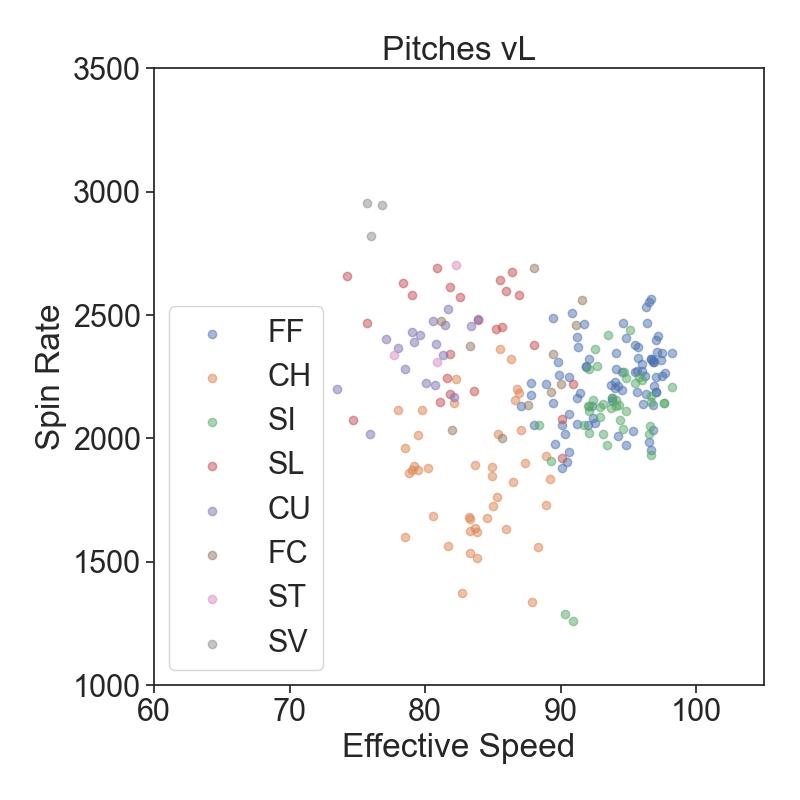 Pitches vL
3500
3000
2500
2000
1500
1000
Spin Rate
FF
CH
SI
SL
CU
FC
ST
SV
60
70
80
90
100
Effective Speed